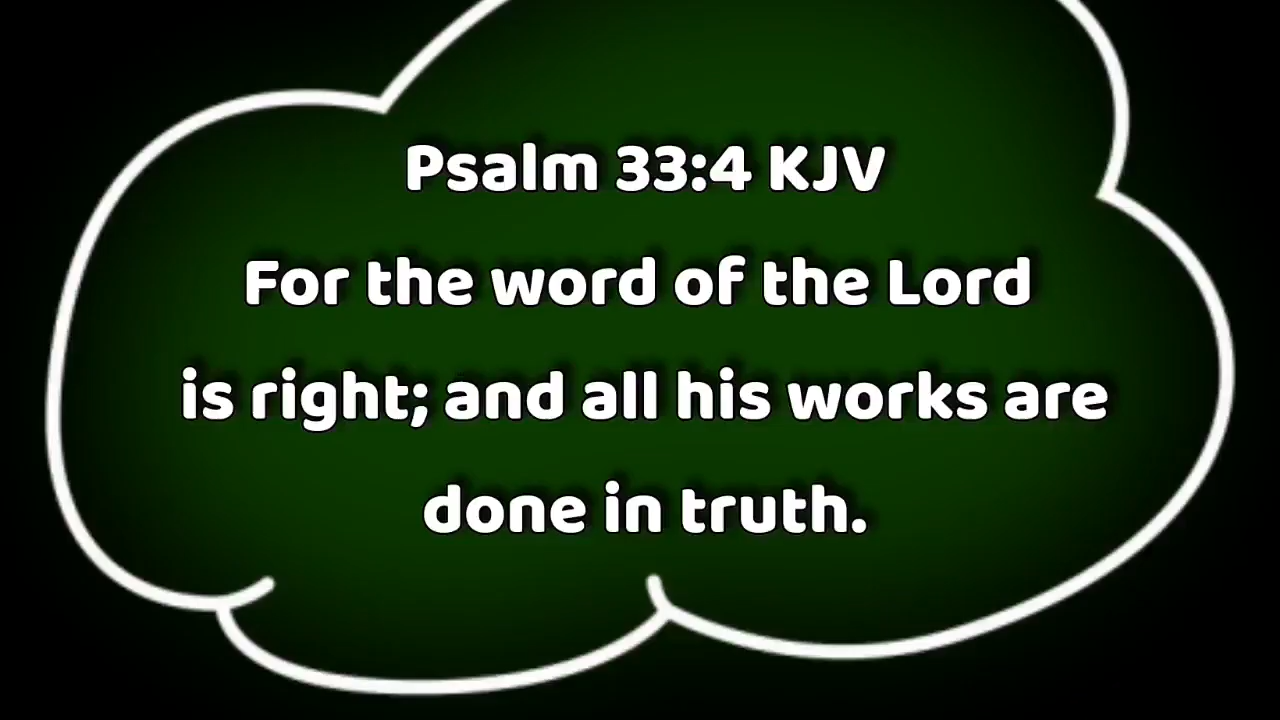 Psalm 33:4 KJV
For the word of the Lord
is right; and all his works are
done in truth.